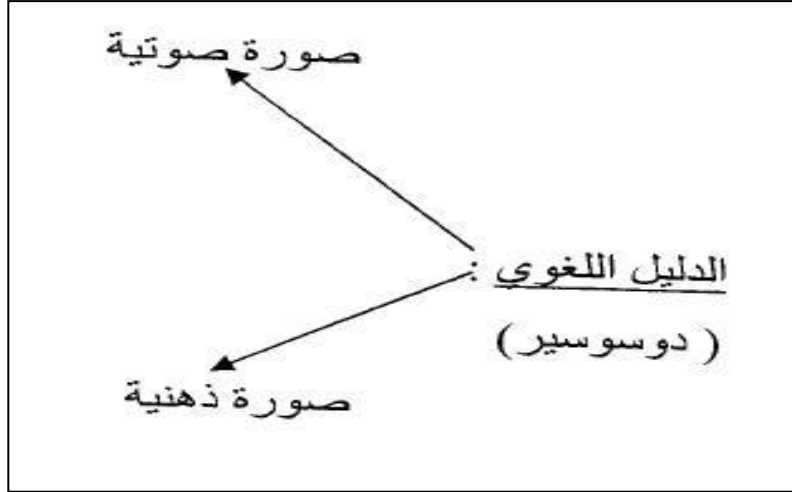 صورة صوتية
الدليل اللغوي :
( دوسوسير )
صورة ذهنية